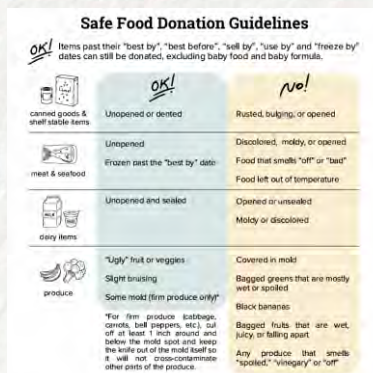 Safe Food Donation Guidelines
OK! Items past their "best by", "best before", "sell by", "use by" and "freeze by"
dates can still be donated, excluding baby food and baby formula.
OK!
No!
canned goods &
shelf stable items
Unopened or dented
Rusted, bulging, or opened
meat & seafood
Unopened
Frozen past the "best by" date
Discolored, moldy, or opened
Food that smells "off" or "bad"
Food left out of temperature
dairy items
Unopened and sealed
Opened or unsealed
Moldy or discolored
produce
"Ugly" fruit or veggies
Slight bruising
Some mold (firm produce only)*
*For firm produce (cabbage,
carrots, bell peppers, etc.), cut
off at least 1 inch around and
below the mold spot and keep
the knife out of the mold itself so
it will not cross-contaminate
other parts of the produce.
Covered in mold
Bagged greens that are mostly
wet or spoiled
Black bananas
Bagged fruits that are wet,
juicy, or falling apart
Any produce that smells
"spoiled," "vinegary" or "off"